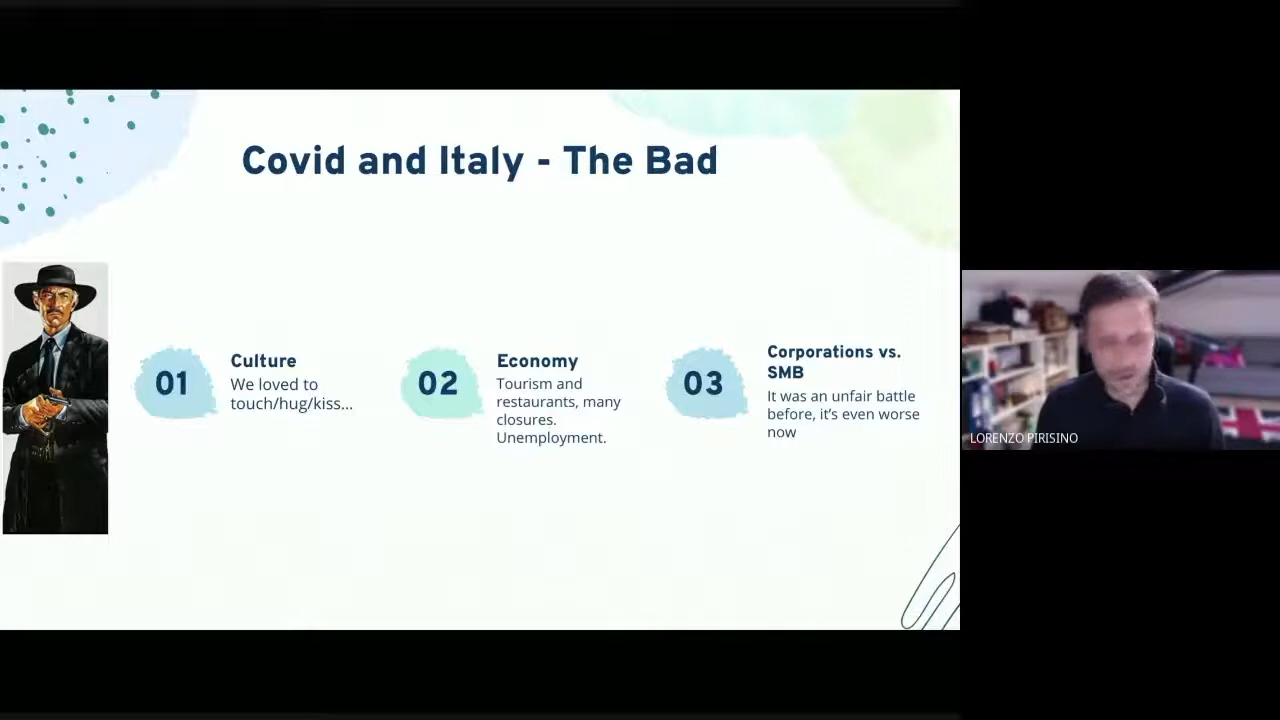 Covid and Italy - The Bad
01
Culture
We loved to
touch/hug/kiss...
02
Economy
Tourism and
restaurants, many
closures.
Unemployment.
03
Corporations vs.
SMB
It was an unfair battle
before, it’s even worse
now
LORENZO PIRISINO